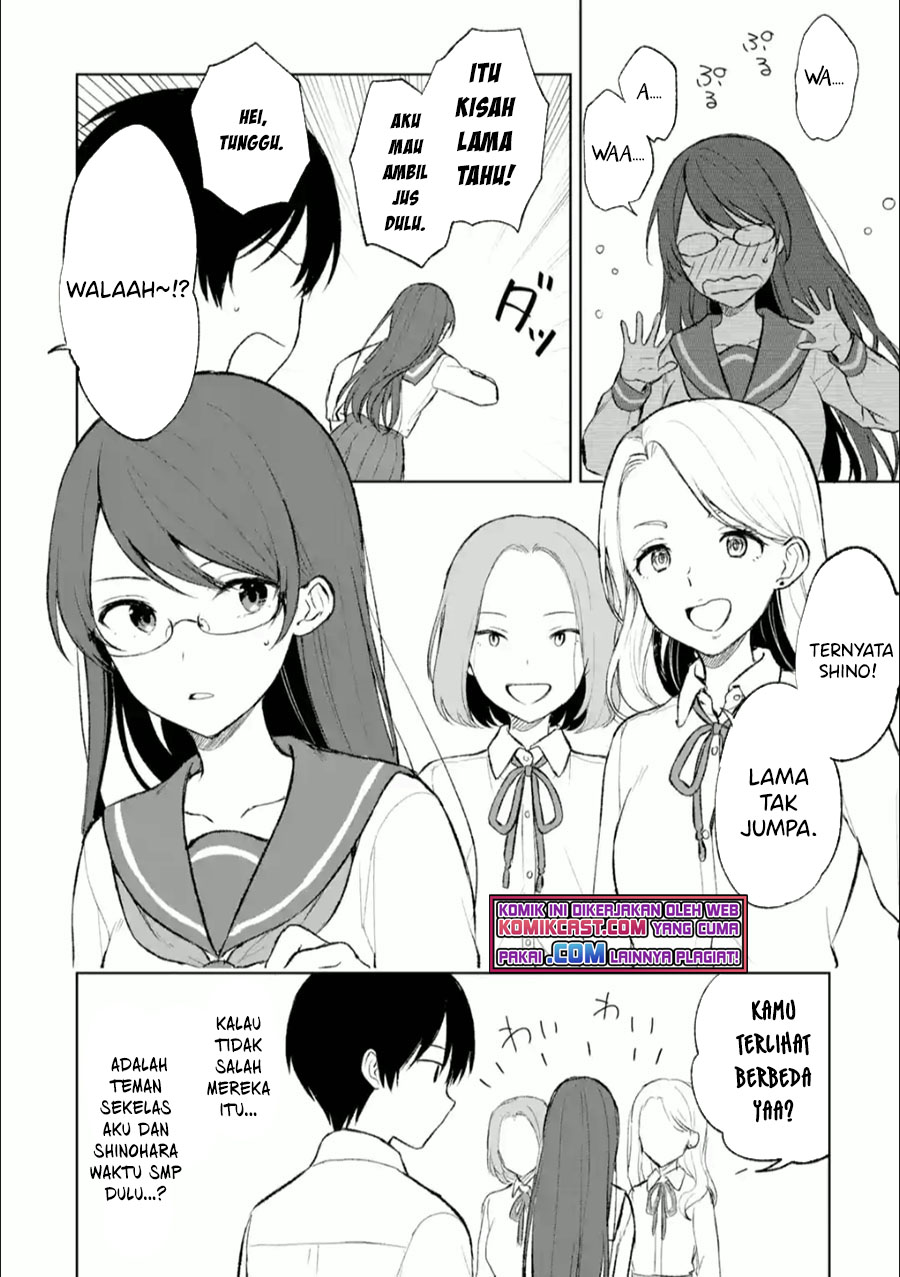 WA....
ぷる
ぷる
A....
WAA....
ITU
KISAH
LAMA
TAHU!
AKU
MAU
AMBIL
JUS
DULU.
HEI,
TUNGGU.
ダッ
WALAAH~!?
TERNYATA
SHINO!
LAMA
TAK
JUMPA.
KOMIK INI DIKERJAKAN OLEH WEB
KOMIKCAST.COM YANG CUMA
PAKAI .COM LAINNYA PLAGIAT!
KAMU
TERLIHAT
BERBEDA
YAA?
わい
わい
KALAU
TIDAK
SALAH
MEREKA
ITU...
ADALAH
TEMAN
SEKELAS
AKU DAN
SHINOHARA
WAKTU SMP
DULU...?